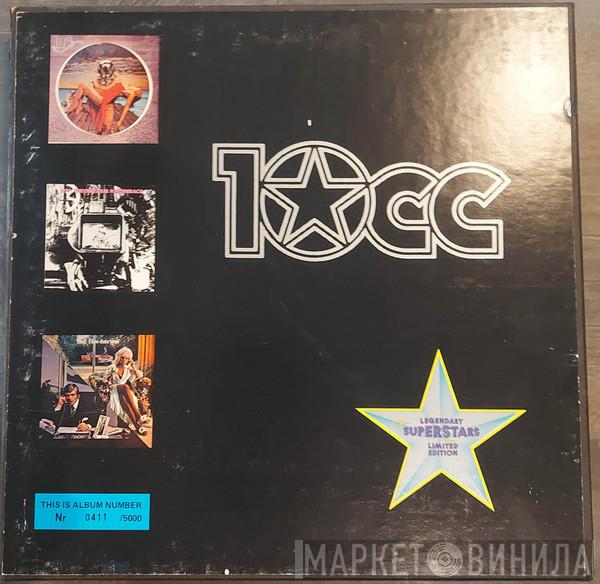 10cc
LEGENDARY
SUPERSTARS
LIMITED
EDITION
THIS IS ALBUM NUMBER
Nr 0411 /5000
МАРКЕТ ВИНИЛА